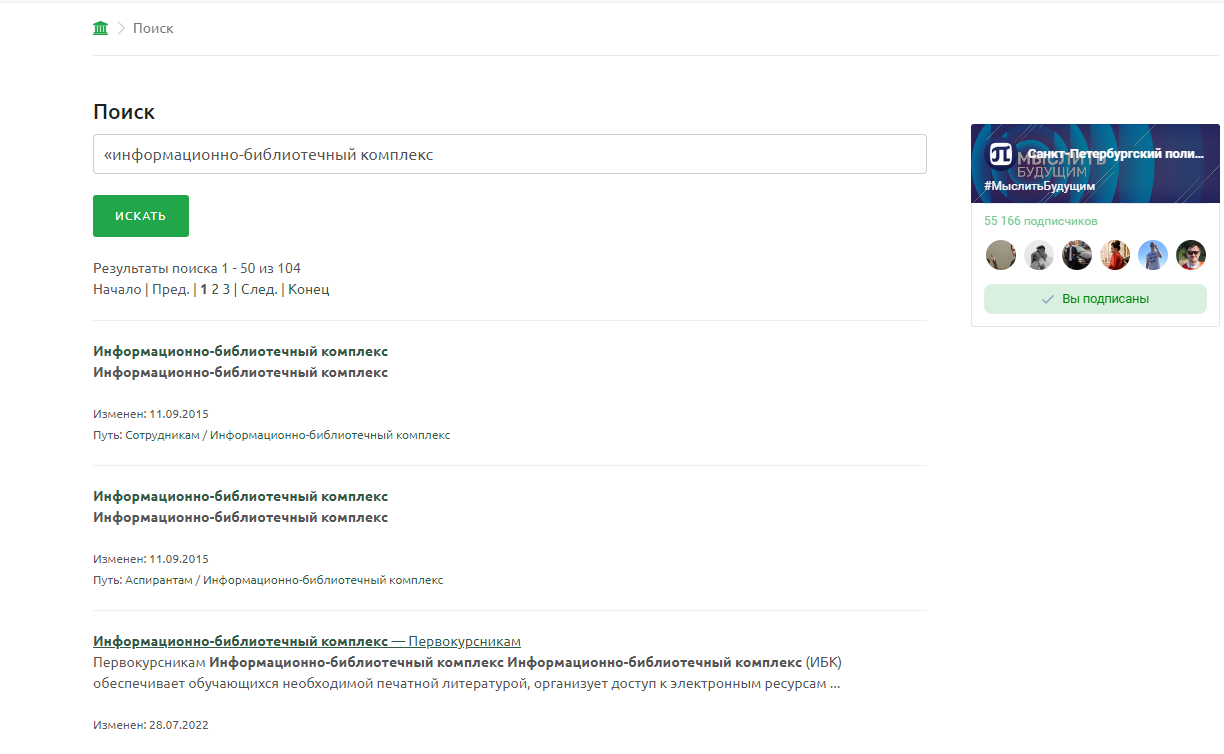 Поиск
Поиск
«информационно-библиотечный комплекс
ИСКАТЬ
Результаты поиска 1 - 50 из 104
Начало | Пред. | 1 2 3 | След. | Конец
Информационно-библиотечный комплекс
Информационно-библиотечный комплекс
Изменен: 11.09.2015
Путь: Сотрудникам / Информационно-библиотечный комплекс
Информационно-библиотечный комплекс
Информационно-библиотечный комплекс
Изменен: 11.09.2015
Путь: Аспирантам / Информационно-библиотечный комплекс
Информационно-библиотечный комплекс — Первокурсникам
Первокурсникам Информационно-библиотечный комплекс Информационно-библиотечный комплекс (ИБК)
обеспечивает обучающихся необходимой печатной литературой, организует доступ к электронным ресурсам ...
Изменен: 28.07.2022
Санкт-Петербургский поли...
МЫСЛИТЬ
БУДУЩИМ
#МыслитьБудущим
55 166 подписчиков
Вы подписаны